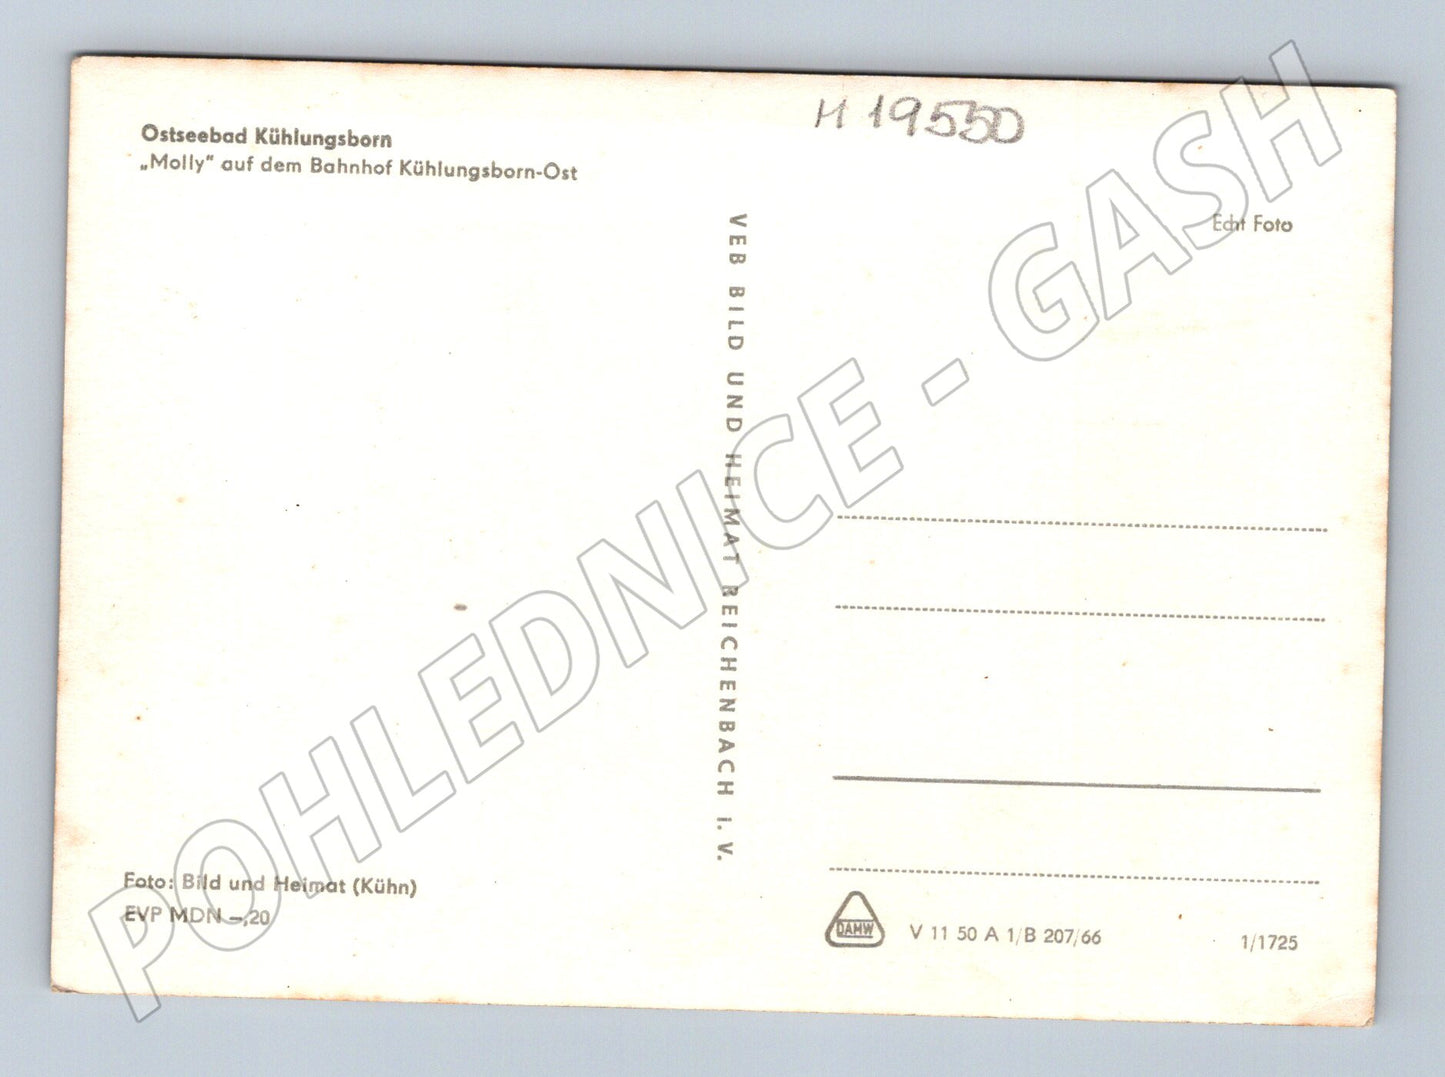 H 19550
Ostseebad Kühlungsborn
„Molly" auf dem Bahnhof Kühlungsborn-Ost
Echt Foto
VEB BILD UND HEIMAT REICHENBACH i. V.
POHLEDNICE - GASH
Foto: Bild und Heimat (Kühn)
EVP MDN —,20
DAMW
V 11 50 A 1/B 207/66
1/1725